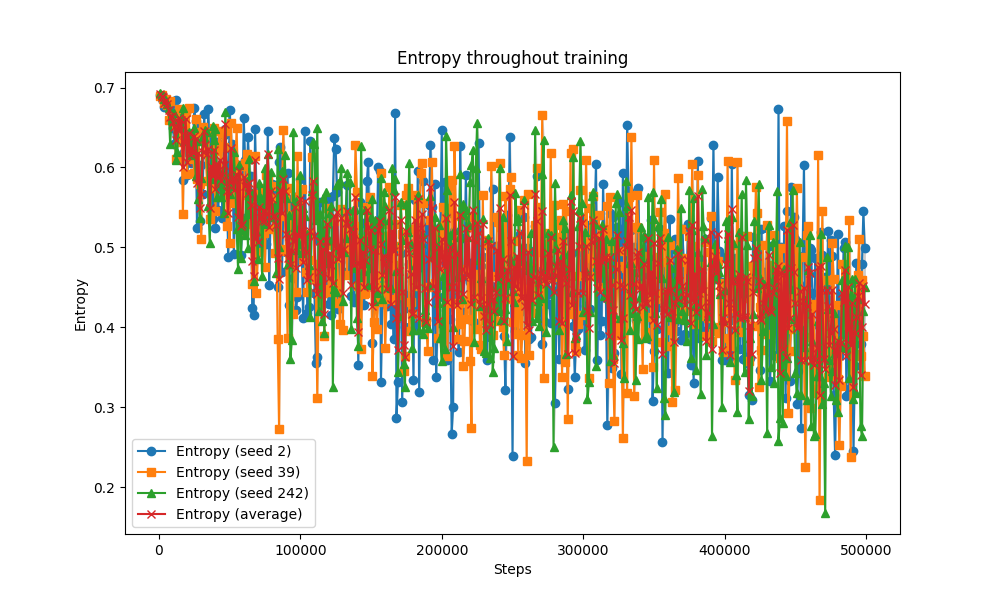 Entropy throughout training
Entropy
0.7
0.6
0.5
0.4
0.3
0.2
Entropy (seed 2)
Entropy (seed 39)
Entropy (seed 242)
Entropy (average)
0
100000
200000
300000
400000
500000
Steps